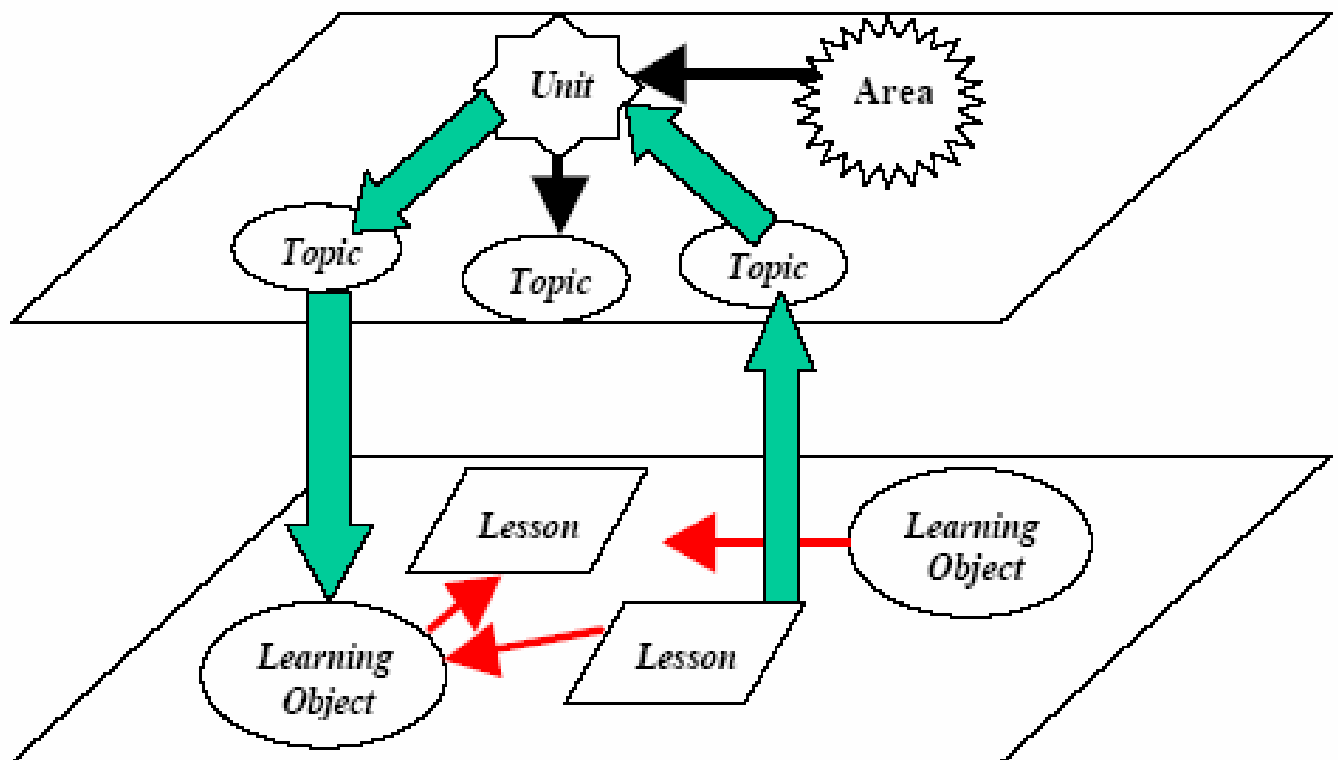 Unit
Area
Topic
Topic
Topic
Lesson
Learning
Object
Learning
Object
Lesson